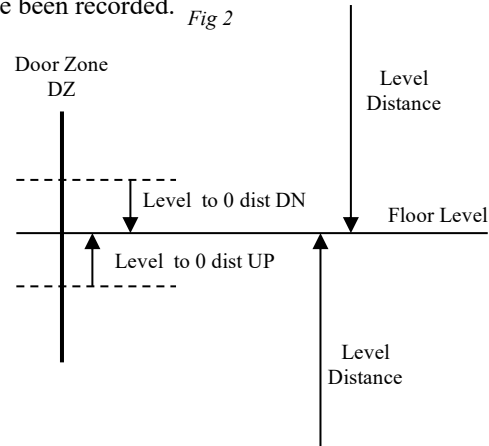 e been recorded.
Fig 2
Door Zone
DZ
Level
Distance
Level to 0 dist DN
Floor Level
Level to 0 dist UP
Level
Distance